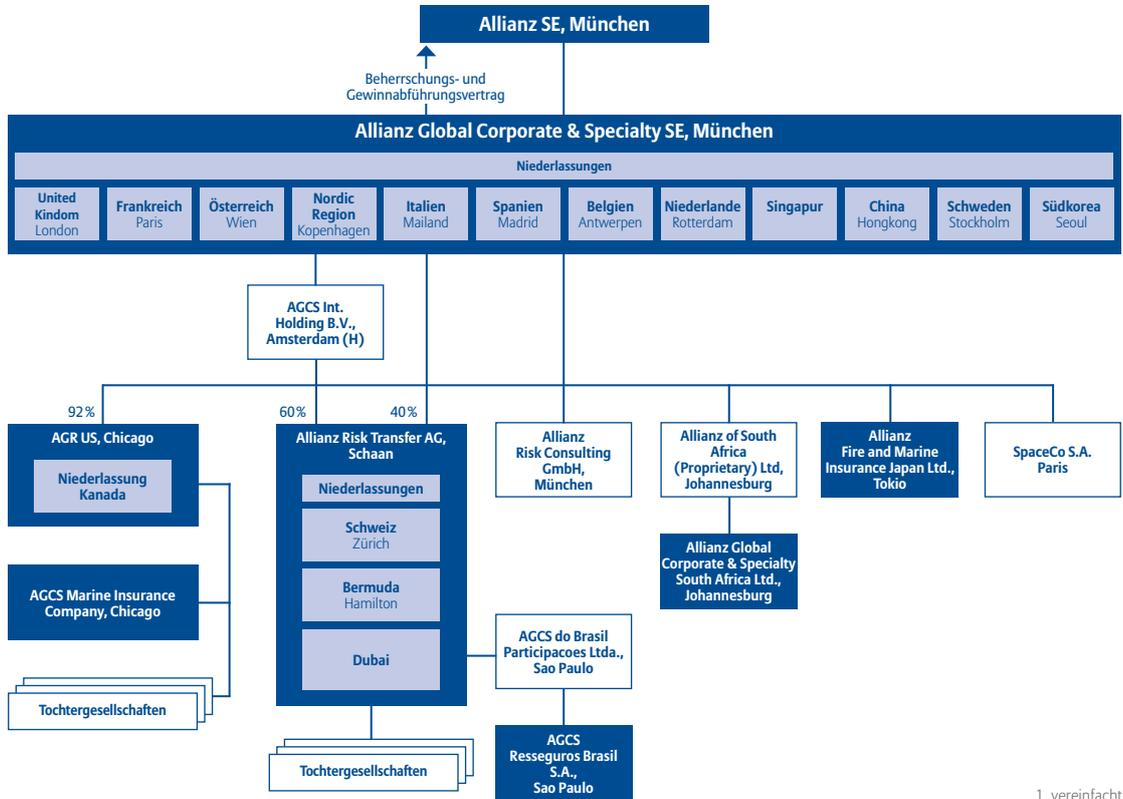 Allianz SE, München
Beherrschungs- und
Gewinnabführungsvertrag
Allianz Global Corporate & Specialty SE, München
Niederlassungen
United
Kindom
London
Frankreich
Paris
Österreich
Wien
Nordic
Region
Kopenhagen
Italien
Mailand
Spanien
Madrid
Belgien
Antwerpen
Niederlande
Rotterdam
Singapur
China
Hongkong
Schweden
Stockholm
Südkorea
Seoul
AGCS Int.
Holding B.V.,
Amsterdam (H)
92%
60%
40%
AGR US, Chicago
Niederlassung
Kanada
AGCS Marine Insurance
Company, Chicago
Tochtergesellschaften
Allianz Risk Transfer AG,
Schaan
Niederlassungen
Schweiz
Zürich
Bermuda
Hamilton
Dubai
Tochtergesellschaften
Allianz
Risk Consulting
GmbH,
München
AGCS do Brasil
Participacoes Ltda.,
Sao Paulo
AGCS
Resseguros Brasil
S.A.,
Sao Paulo
Allianz of South
Africa
(Proprietary) Ltd,
Johannesburg
Allianz Global
Corporate & Specialty
South Africa Ltd.,
Johannesburg
Allianz
Fire and Marine
Insurance Japan Ltd.,
Tokio
SpaceCo S.A.
Paris
1 vereinfacht